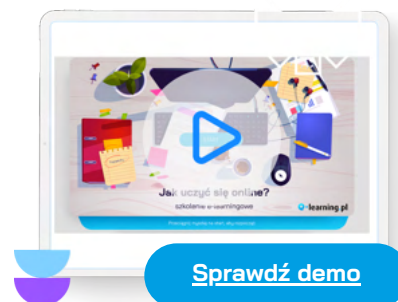 Jak uczyć się online?
szkolenie e-learningowe
e-learning.pl
Sprawdź demo